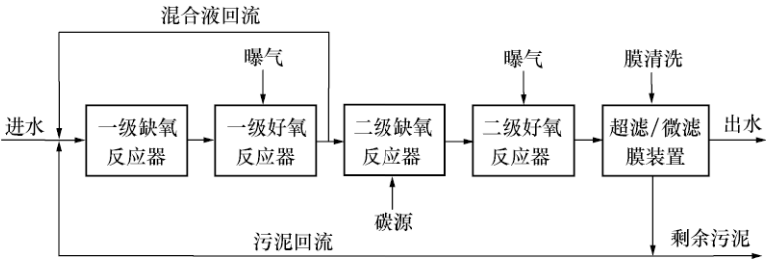 混合液回流
曝气
曝气
膜清洗
进水
一级缺氧
反应器
一级好氧
反应器
二级缺氧
反应器
二级好氧
反应器
超滤/微滤
膜装置
出水
碳源
污泥回流
剩余污泥